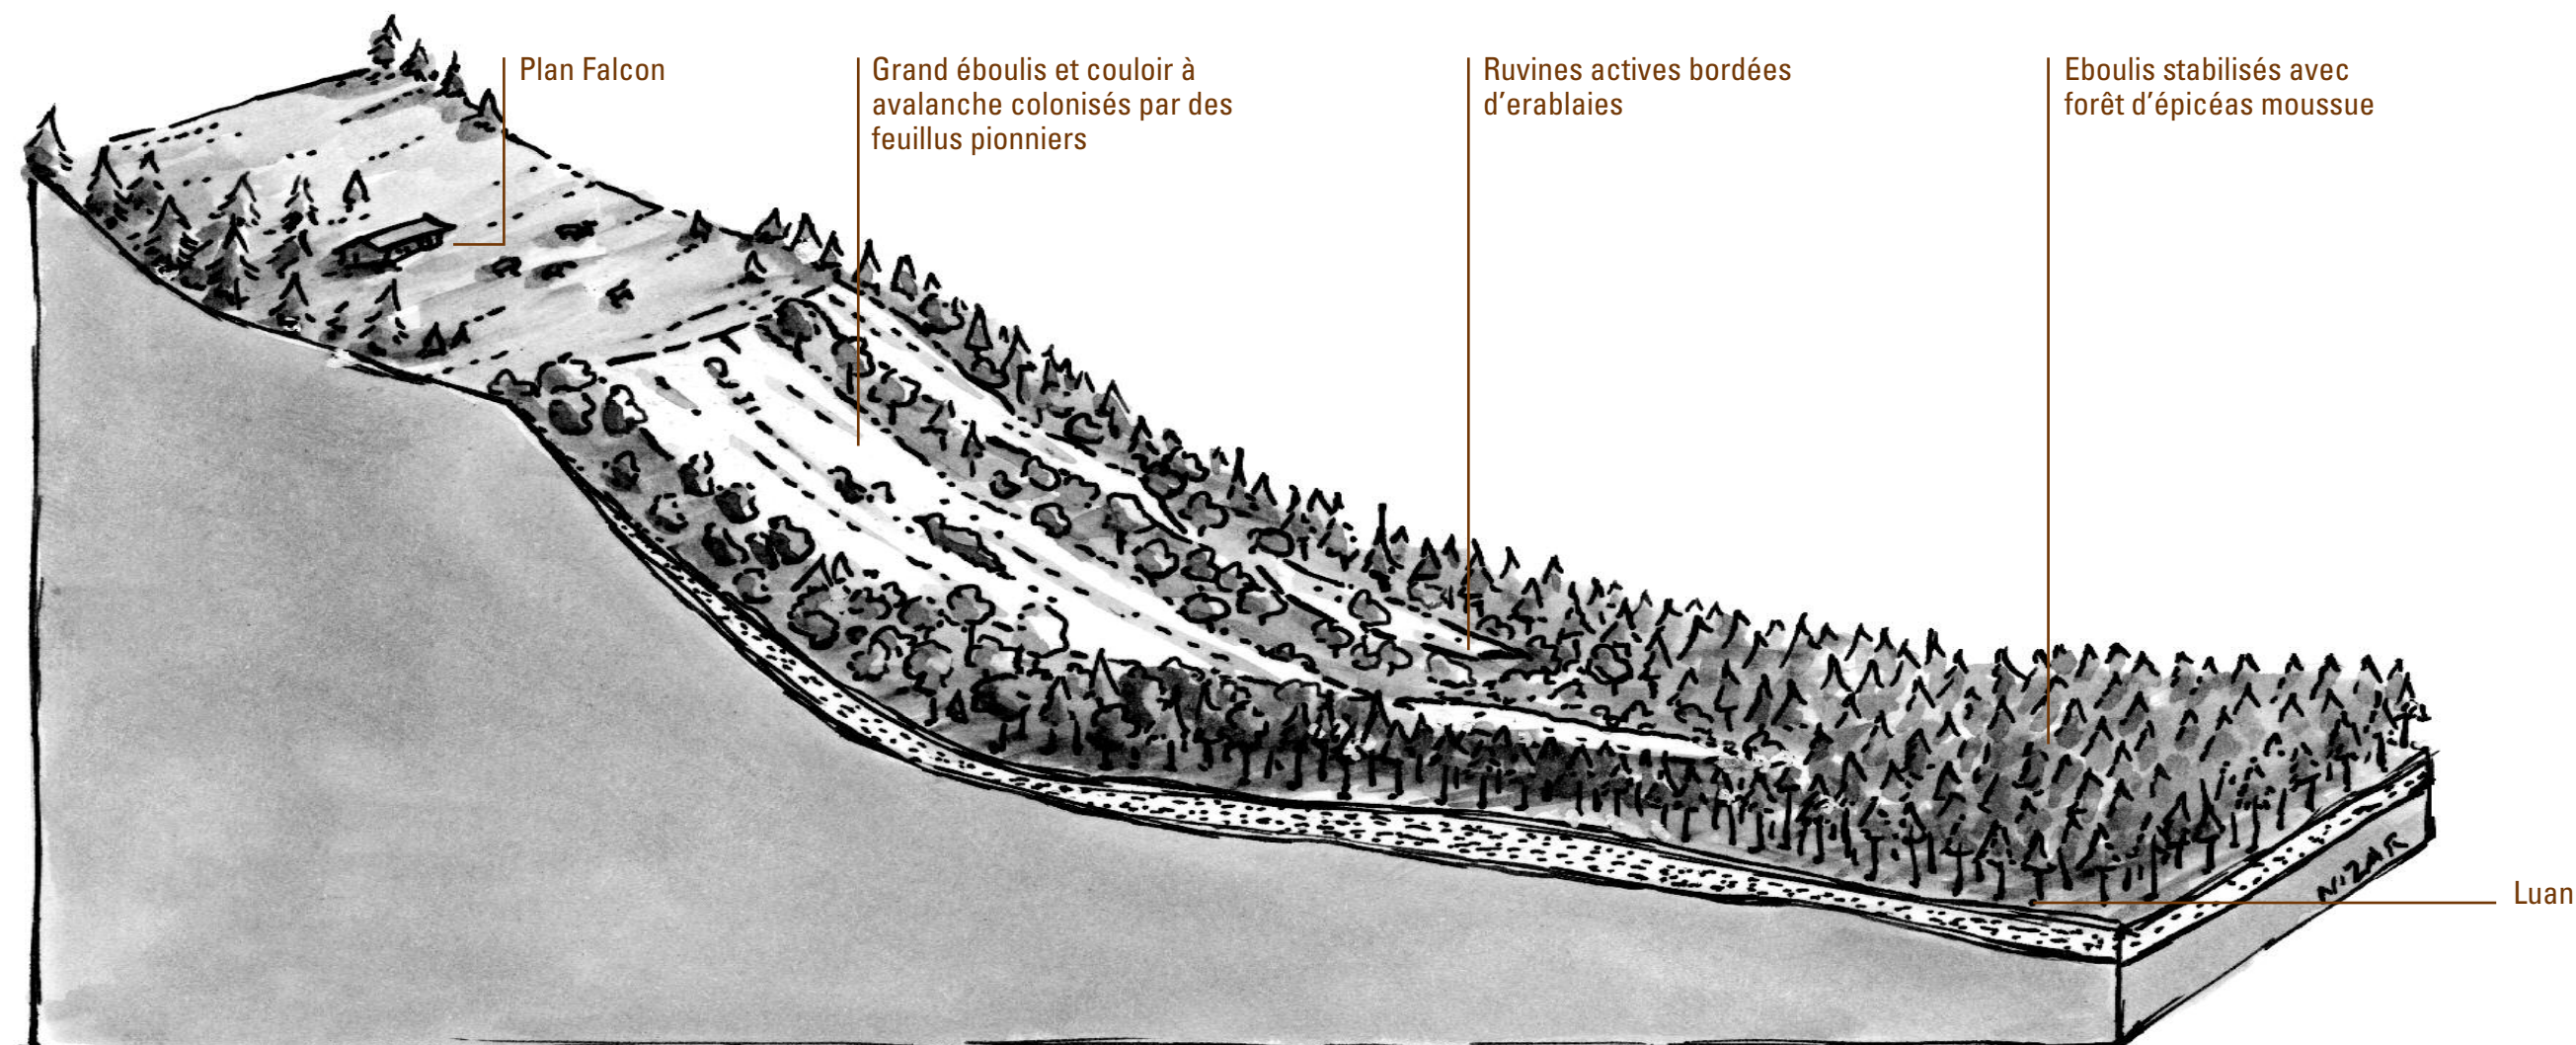 Plan Falcon
Grand éboulis et couloir à
avalanche colonisés par des
feuillus pionniers
Ruvines actives bordées
d'erablaies
Eboulis stabilisés avec
forêt d'épicéas moussue
Luan
NIZAR